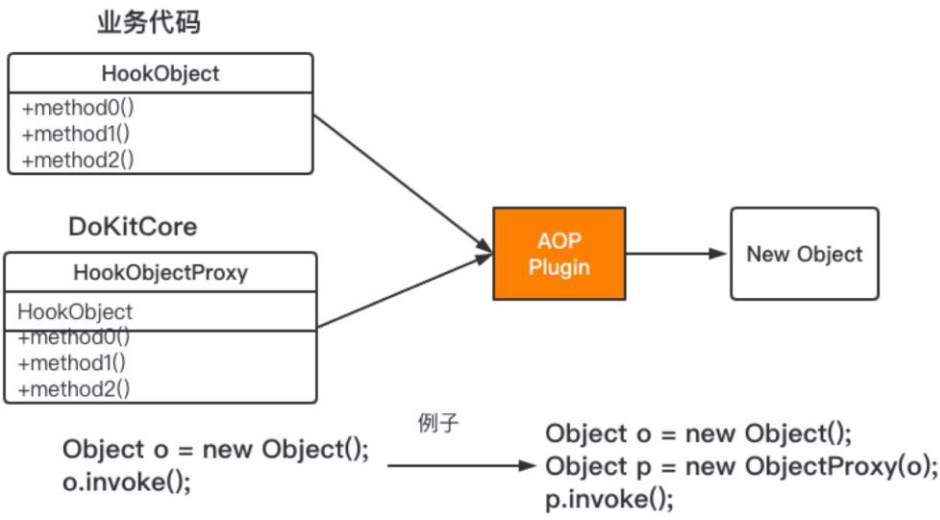 业务代码
HookObject
+method0()
+method1()
+method2()
DoKitCore
HookObjectProxy
HookObject
+method0()
+method1()
+method2()
AOP
Plugin
New Object
Object o = new Object();
o.invoke();
例子
Object o = new Object();
Object p = new ObjectProxy(o);
p.invoke();